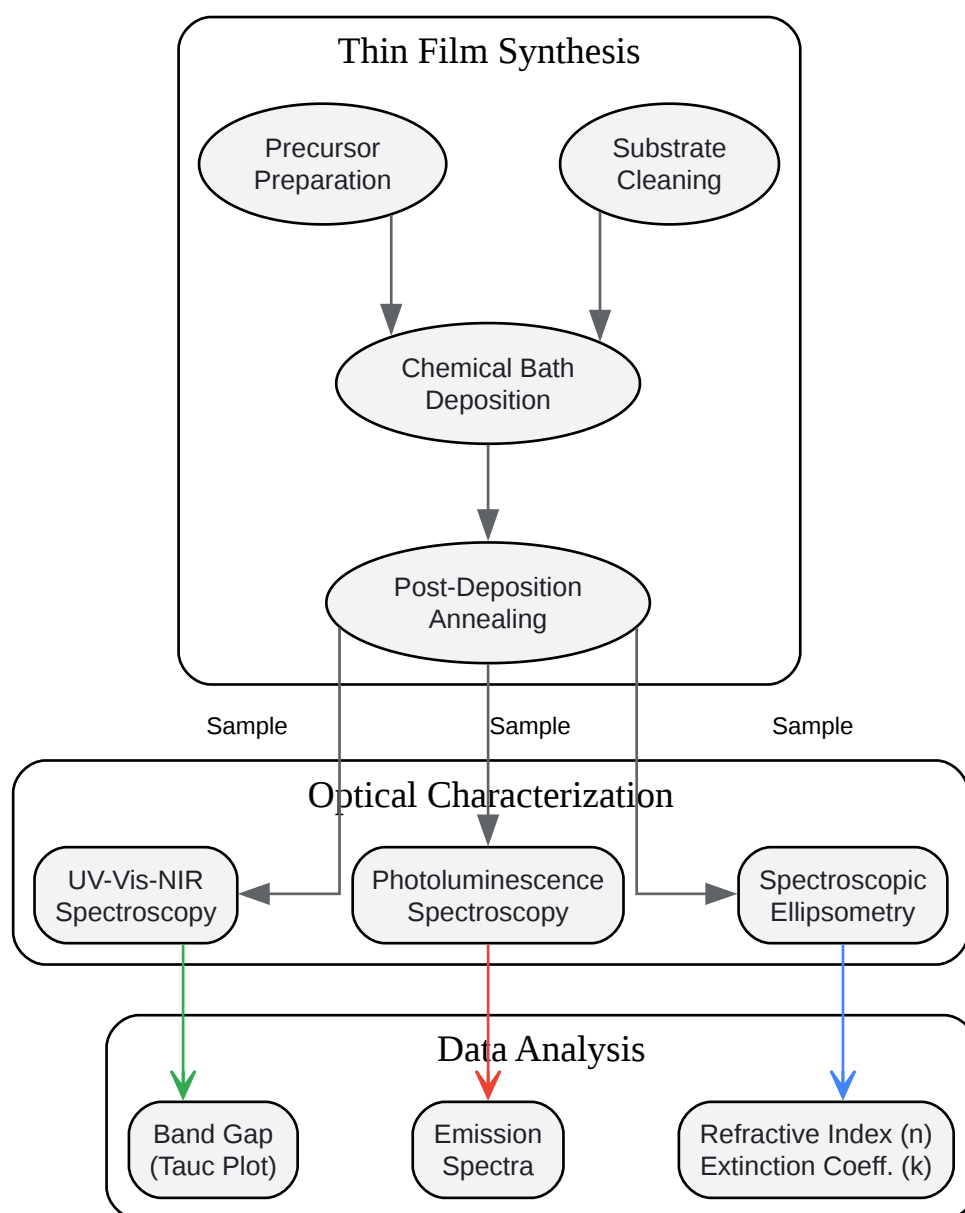 Thin Film Synthesis
Precursor
Preparation
Substrate
Cleaning
Chemical Bath
Deposition
Post-Deposition
Annealing
Sample
Sample
Sample
Optical Characterization
UV-Vis-NIR
Spectroscopy
Photoluminescence
Spectroscopy
Spectroscopic
Ellipsometry
Data Analysis
Band Gap
(Tauc Plot)
Emission
Spectra
Refractive Index (n)
Extinction Coeff. (k)